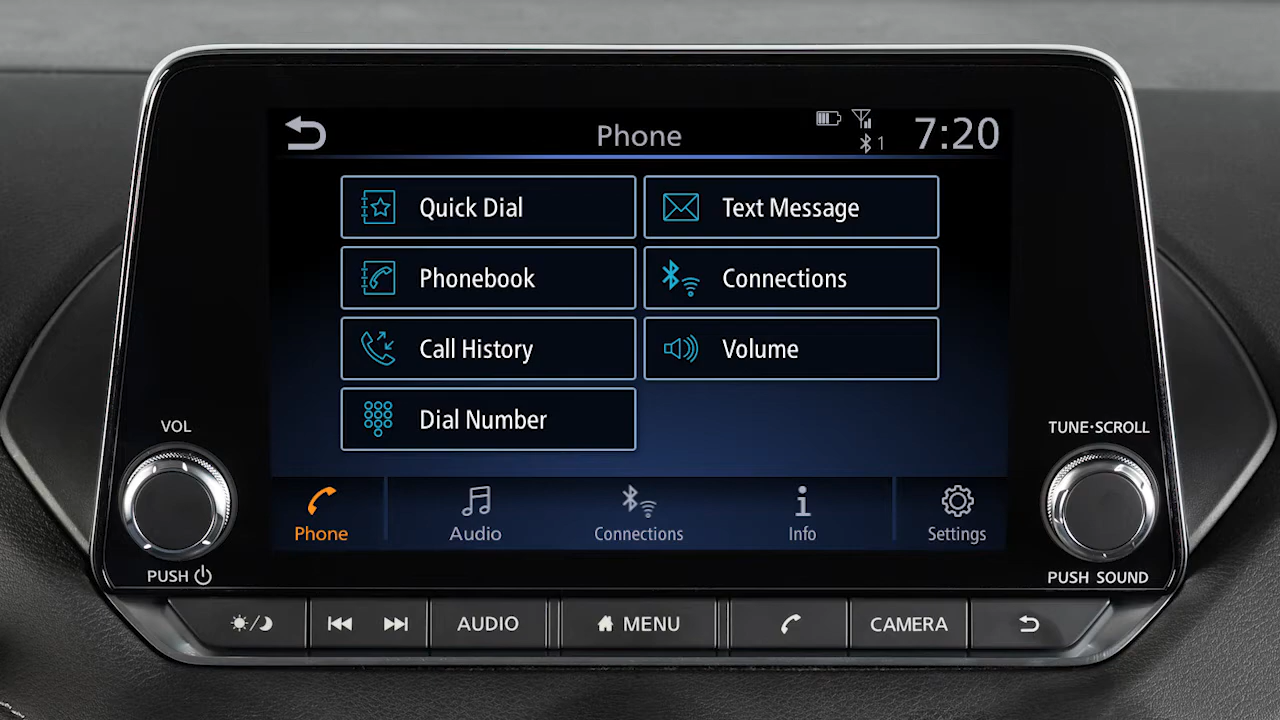 Phone
1
7:20
Quick Dial
Text Message
Phonebook
Connections
Call History
Volume
Dial Number
VOL
TUNE·SCROLL
Phone
Audio
Connections
Info
Settings
PUSH
PUSH SOUND
AUDIO
MENU
CAMERA